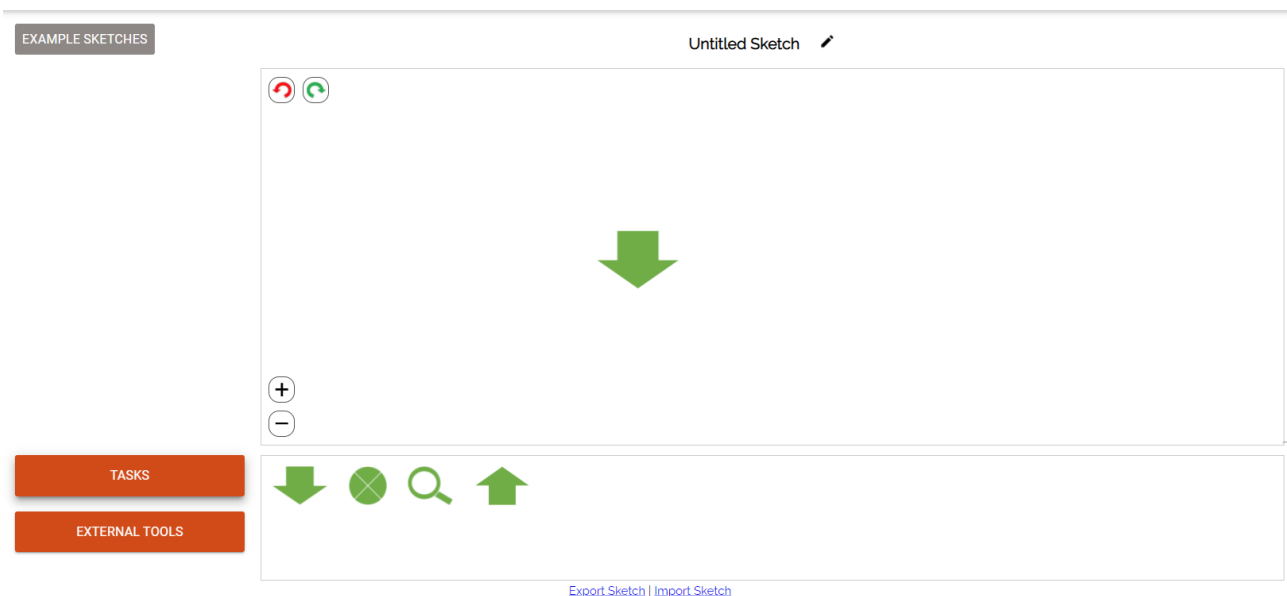 EXAMPLE SKETCHES
Untitled Sketch
TASKS
EXTERNAL TOOLS
Export Sketch | Import Sketch